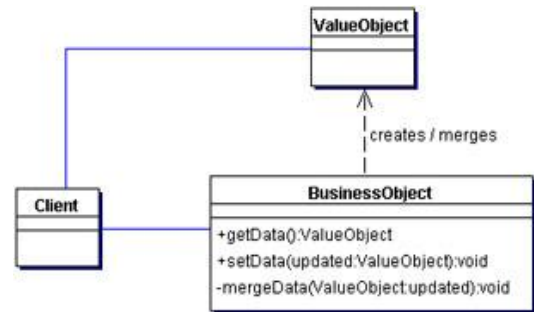 ValueObject
creates / merges
BusinessObject
Client
+getData():ValueObject
+setData(updated:ValueObject):void
-mergeData(ValueObject:updated):void